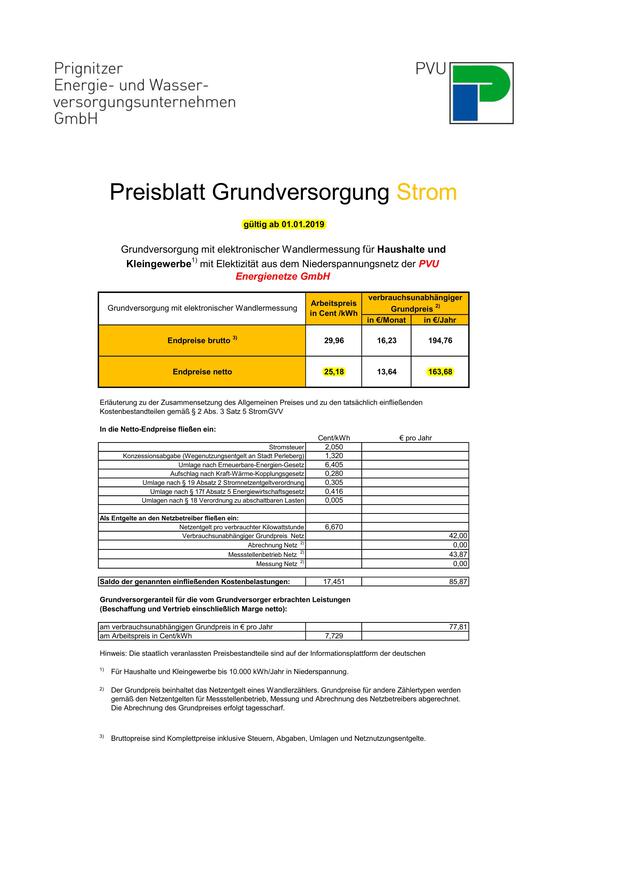 Prignitzer
Energie- und Wasser-
versorgungsunternehmen
GmbH
PVU
Preisblatt Grundversorgung Strom
gültig ab 01.01.2019
Grundversorgung mit elektronischer Wandlermessung für Haushalte und
Kleingewerbe 1) mit Elektizität aus dem Niederspannungsnetz der PVU
Energienetze GmbH
Grundversorgung mit elektronischer Wandlermessung
Arbeitspreis
in Cent /kWh
verbrauchsunabhängiger
Grundpreis 2)
in €/Monat in €/Jahr
Endpreise brutto 3) 29,96 16,23 194,76
Endpreise netto 25,18 13,64 163,68
Erläuterung zu der Zusammensetzung des Allgemeinen Preises und zu den tatsächlich einfließenden
Kostenbestandteilen gemäß § 2 Abs. 3 Satz 5 StromGVV
In die Netto-Endpreise fließen ein:
Cent/kWh € pro Jahr
Stromsteuer 2,050
Konzessionsabgabe (Wegenutzungsentgelt an Stadt Perleberg) 1,320
Umlage nach Erneuerbare-Energien-Gesetz 6,405
Aufschlag nach Kraft-Wärme-Kopplungsgesetz 0,280
Umlage nach § 19 Absatz 2 Stromnetzentgeltverordnung 0,305
Umlage nach § 17f Absatz 5 Energiewirtschaftsgesetz 0,416
Umlagen nach § 18 Verordnung zu abschaltbaren Lasten 0,005
Als Entgelte an den Netzbetreiber fließen ein:
Netzentgelt pro verbrauchter Kilowattstunde 6,670
Verbrauchsunabhängiger Grundpreis Netz 42,00
Abrechnung Netz 2) 0,00
Messstellenbetrieb Netz 2) 43,87
Messung Netz 2) 0,00
Saldo der genannten einfließenden Kostenbelastungen: 17,451 85,87
Grundversorgeranteil für die vom Grundversorger erbrachten Leistungen
(Beschaffung und Vertrieb einschließlich Marge netto):
am verbrauchsunabhängigen Grundpreis in € pro Jahr 77,81
am Arbeitspreis in Cent/kWh 7,729
Hinweis: Die staatlich veranlassten Preisbestandteile sind auf der Informationsplattform der deutschen
1) Für Haushalte und Kleingewerbe bis 10.000 kWh/Jahr in Niederspannung.
2) Der Grundpreis beinhaltet das Netzentgelt eines Wandlerzählers. Grundpreise für andere Zählertypen werden
gemäß den Netzentgelten für Messstellenbetrieb, Messung und Abrechnung des Netzbetreibers abgerechnet.
Die Abrechnung des Grundpreises erfolgt tagesscharf.
3) Bruttopreise sind Komplettpreise inklusive Steuern, Abgaben, Umlagen und Netznutzungsentgelte.